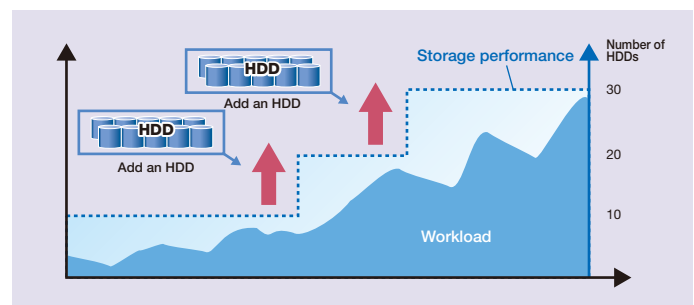 Number of
HDDs
Storage performance
HDD
Add an HDD
30
HDD
Add an HDD
20
10
Workload